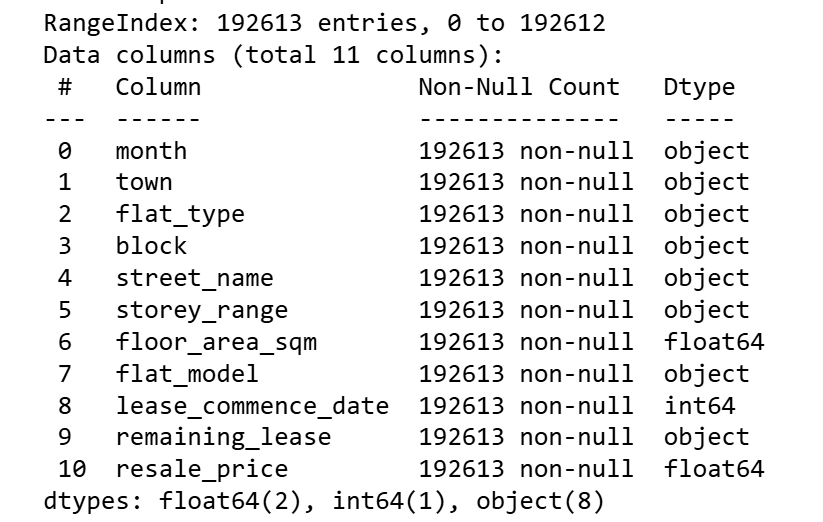 RangeIndex: 192613 entries, 0 to 192612
Data columns (total 11 columns):
 #   Column               Non-Null Count   Dtype
---  ------               --------------   -----
 0   month                192613 non-null  object
 1   town                 192613 non-null  object
 2   flat_type            192613 non-null  object
 3   block                192613 non-null  object
 4   street_name          192613 non-null  object
 5   storey_range         192613 non-null  object
 6   floor_area_sqm       192613 non-null  float64
 7   flat_model           192613 non-null  object
 8   lease_commence_date  192613 non-null  int64
 9   remaining_lease      192613 non-null  object
 10  resale_price         192613 non-null  float64
dtypes: float64(2), int64(1), object(8)